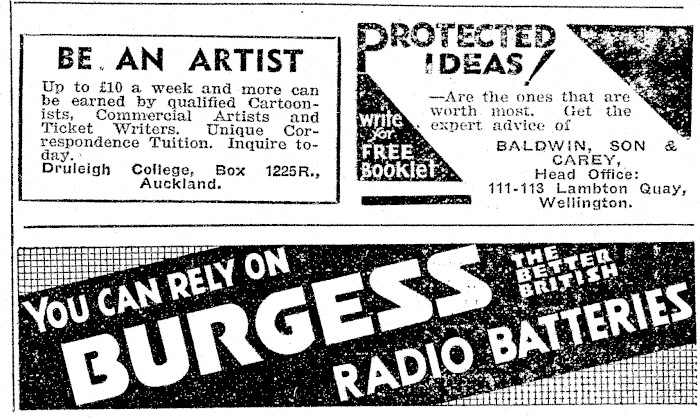 BE AN ARTIST
Up to £10 a week and more can
be earned by qualified Cartoon-
ists, Commercial Artists and
Ticket Writers. Unique Cor-
respondence Tuition. Inquire to-
day.
Druleigh College, Box 1225R.,
Auckland.
PROTECTED
IDEAS!
—Are the ones that are
worth most. Get the
expert advice of
BALDWIN, SON &
CAREY,
Head Office:
111-113 Lambton Quay,
Wellington.
write
for
FREE
Booklet
YOU CAN RELY ON
BURGESS
THE
BETTER
BRITISH
RADIO BATTERIES